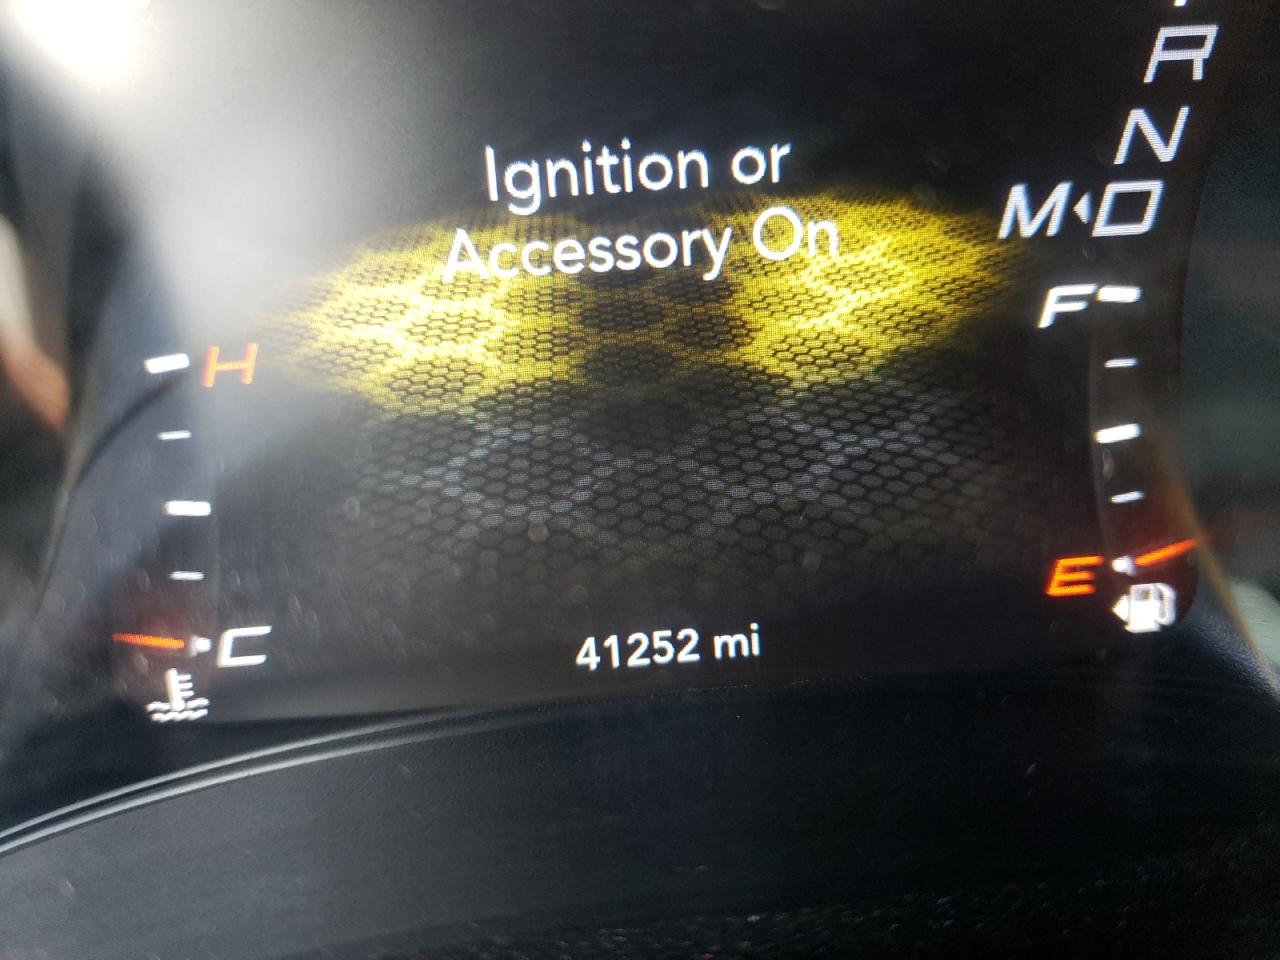 R
N
Ignition or
M D
Accessory On
F
H
E
C
41252 mi